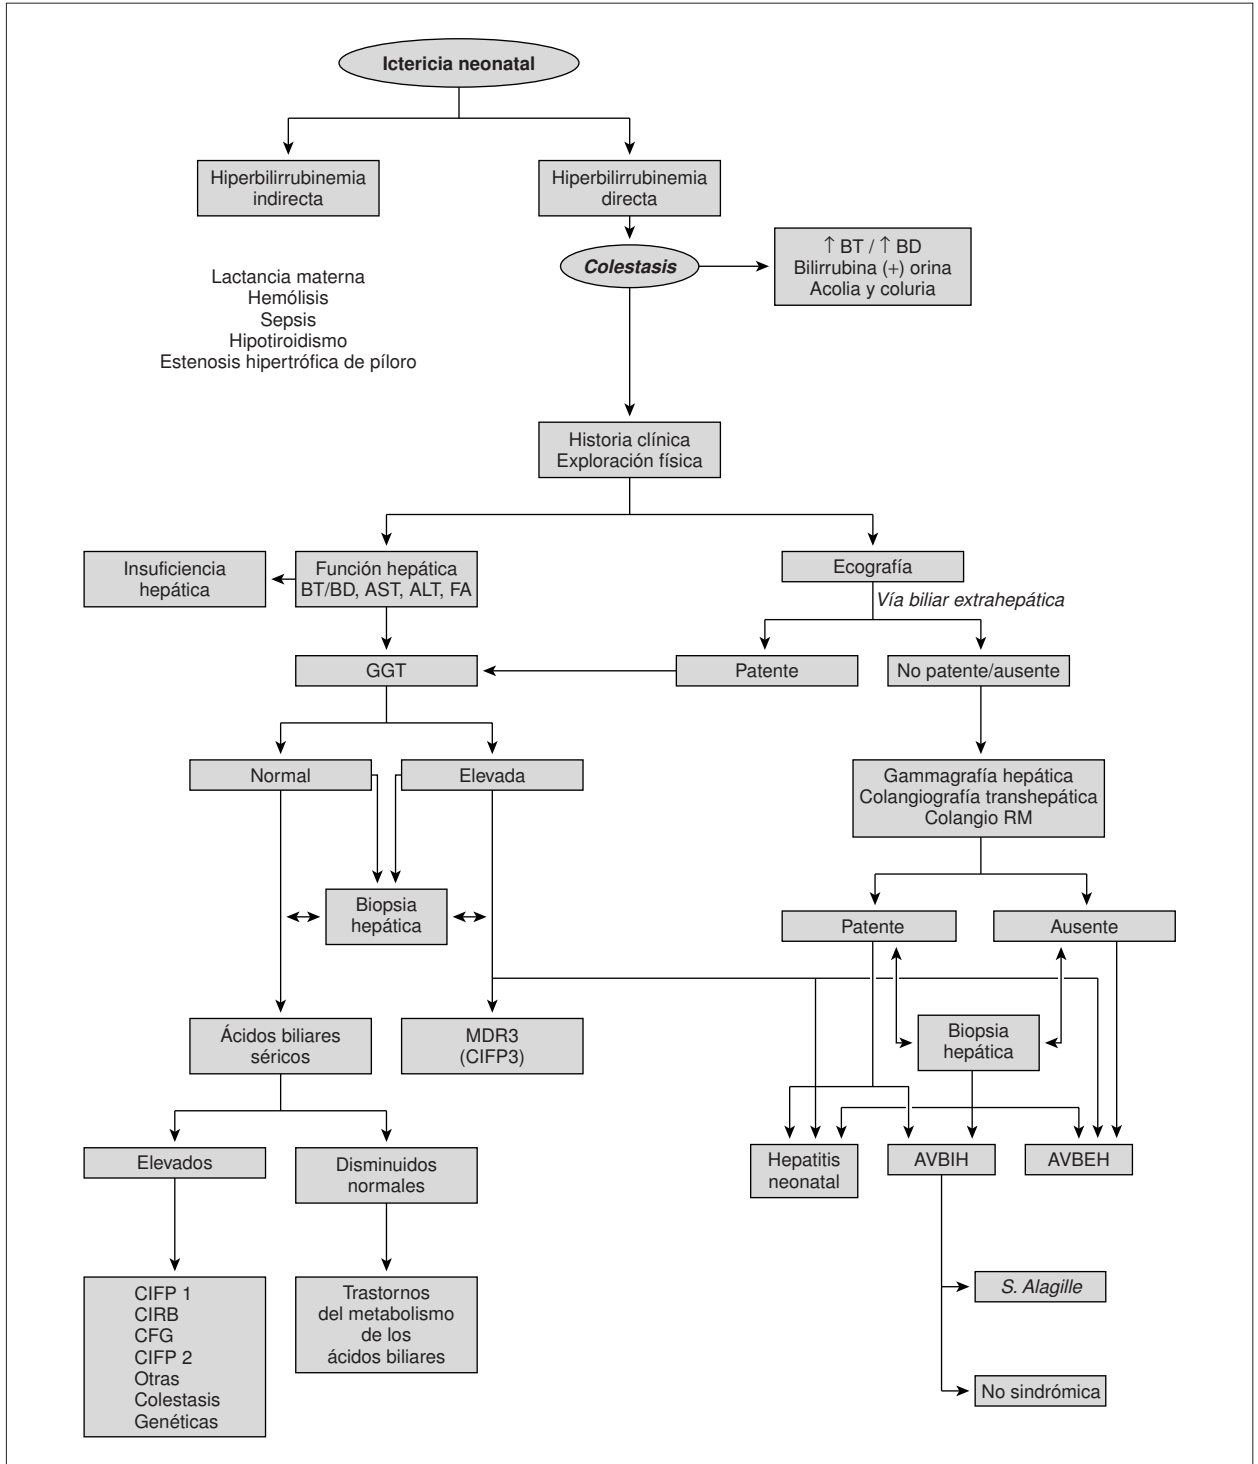 Ictericia neonatal
Hiperbilirrubinemia
indirecta
Hiperbilirrubinemia
directa
Colestasis
↑ BT / ↑ BD
Bilirrubina (+) orina
Acolia y coluria
Lactancia materna
Hemólisis
Sepsis
Hipotiroidismo
Estenosis hipertrófica de píloro
Historia clínica
Exploración física
Insuficiencia
hepática
Función hepática
BT/BD, AST, ALT, FA
Ecografía
Vía biliar extrahepática
GGT
Patente
No patente/ausente
Normal
Elevada
Gammagrafía hepática
Colangiografía transhepática
Colangio RM
Biopsia
hepática
Patente
Ausente
Ácidos biliares
séricos
MDR3
(CIFP3)
Biopsia
hepática
Elevados
Disminuidos
normales
Hepatitis
neonatal
AVBIH
AVBEH
CIFP 1
CIRB
CFG
CIFP 2
Otras
Colestasis
Genéticas
Trastornos
del metabolismo
de los
ácidos biliares
S. Alagille
No sindrómica